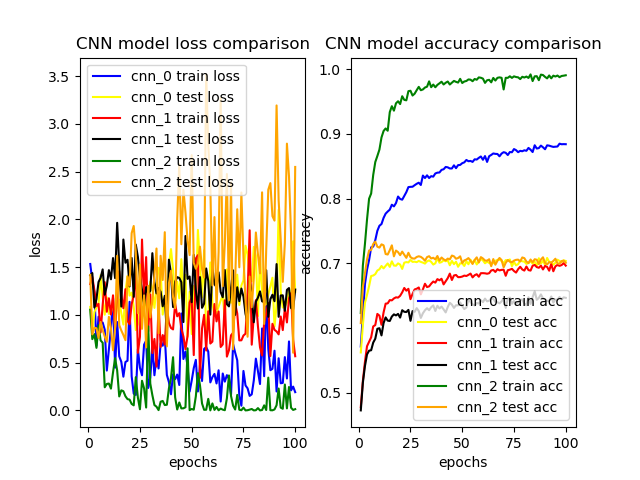 CNN model loss comparison
3.5
3.0
2.5
2.0
1.5
1.0
0.5
0.0
loss
0
25
50
75
100
epochs
cnn_0 train loss
cnn_0 test loss
cnn_1 train loss
cnn_1 test loss
cnn_2 train loss
cnn_2 test loss
CNN model accuracy comparison
1.0
0.9
0.8
0.7
0.6
0.5
accuracy
0
25
50
75
100
epochs
cnn_0 train acc
cnn_0 test acc
cnn_1 train acc
cnn_1 test acc
cnn_2 train acc
cnn_2 test acc